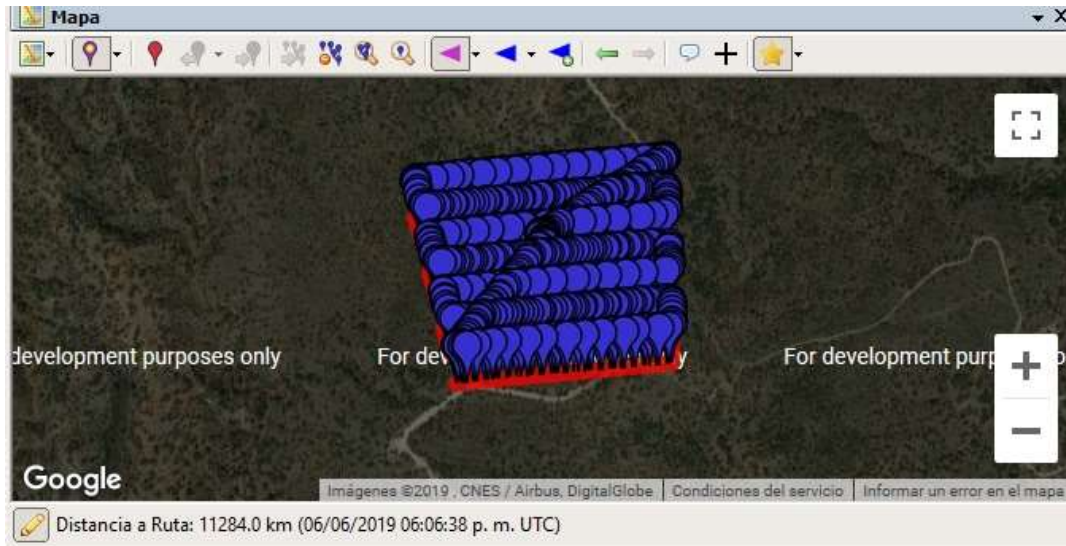 Mapa
development purposes only
For dev
y
For development purp
Google
Imágenes ©2019 , CNES / Airbus, DigitalGlobe
Condiciones del servicio
Informar un error en el mapa
Distancia a Ruta: 11284.0 km (06/06/2019 06:06:38 p. m. UTC)